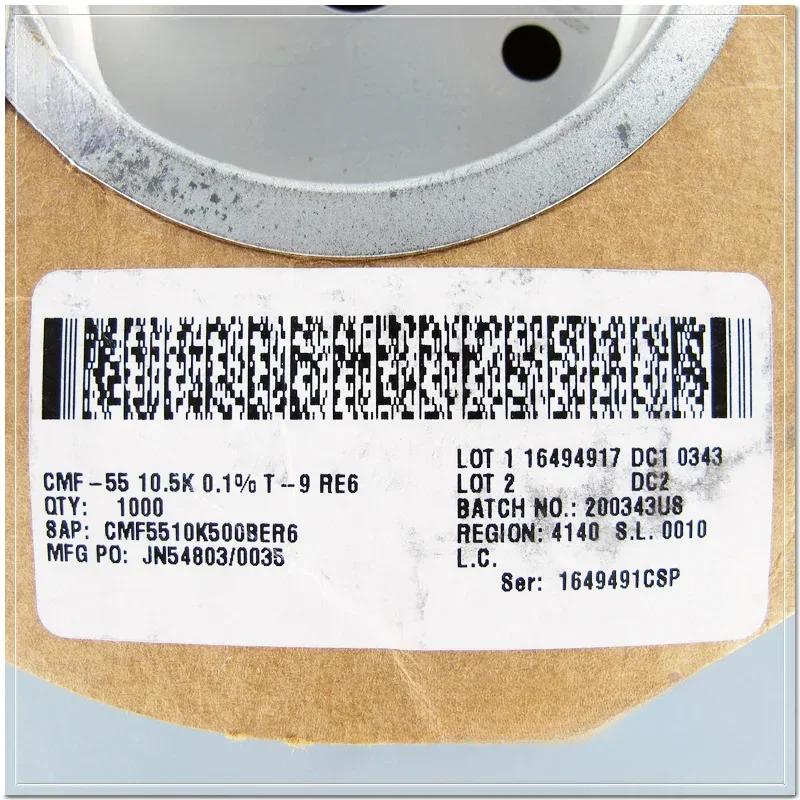 CMF-55 10.5K 0.1% T-9 RE6
QTY: 1000
SAP: CMF5510K500BER6
MFG PO: JN54803/0035
LOT 1 16494917 DC1 0343
LOT 2 DC2
BATCH NO.: 200343US
REGION: 4140 S.L. 0010
L.C.
Ser: 1649491CSP